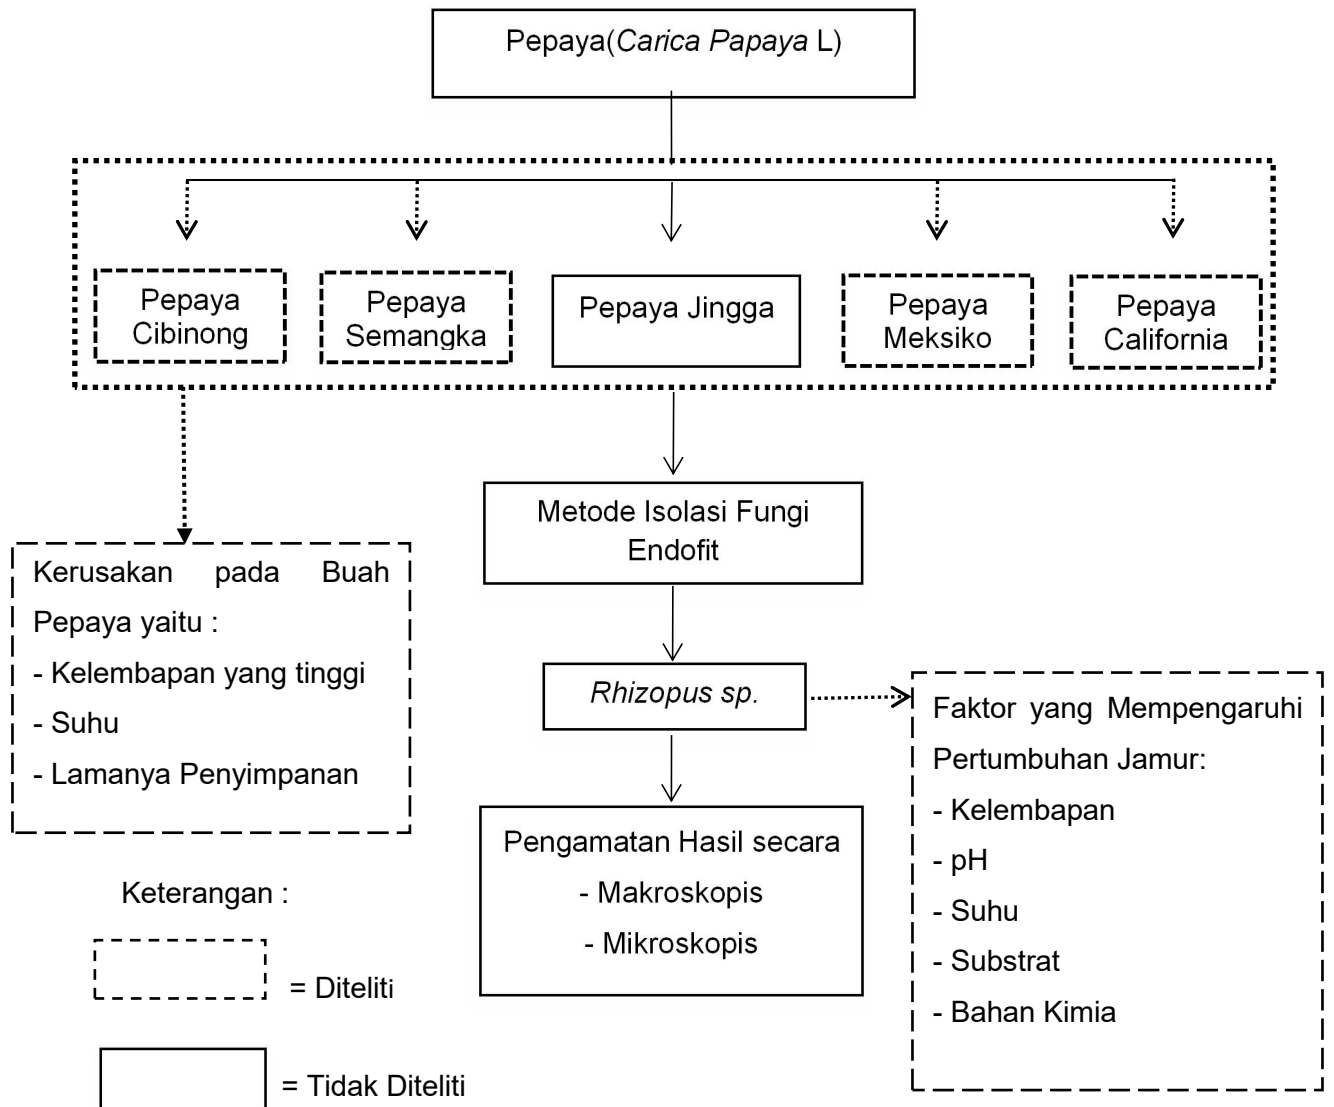 Pepaya(Carica Papaya L)
Pepaya
Cibinong
Pepaya
Semangka
Pepaya Jingga
Pepaya
Meksiko
Pepaya
California
Metode Isolasi Fungi
Endofit
Kerusakan pada Buah
Pepaya yaitu :
- Kelembapan yang tinggi
- Suhu
- Lamanya Penyimpanan
Rhizopus sp.
Faktor yang Mempengaruhi
Pertumbuhan Jamur:
- Kelembapan
- pH
- Suhu
- Substrat
- Bahan Kimia
Pengamatan Hasil secara
- Makroskopis
- Mikroskopis
Keterangan :
= Diteliti
= Tidak Diteliti